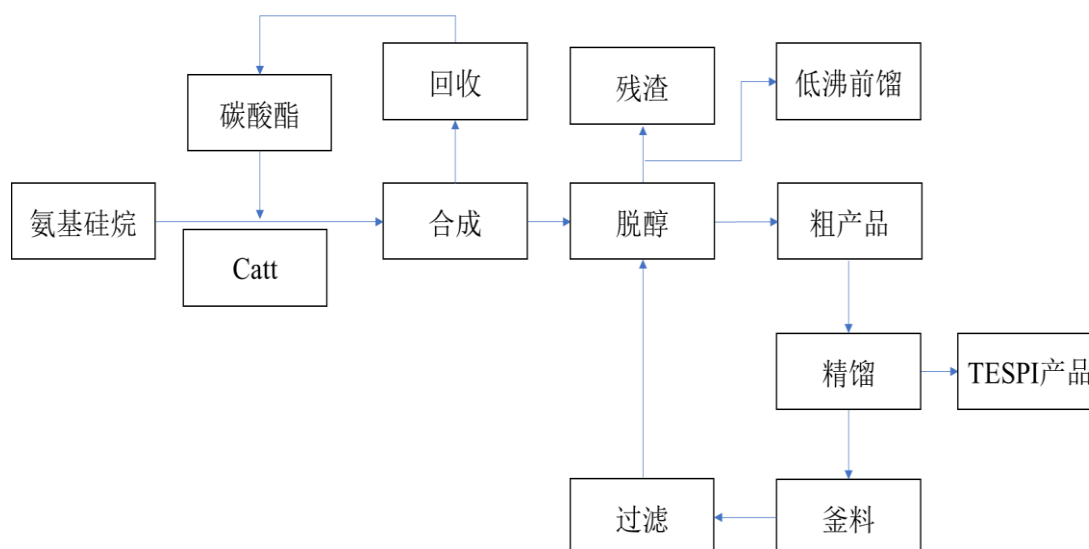 回收
残渣
低沸前馏
碳酸酯
氨基硅烷
合成
脱醇
粗产品
Catt
精馏
TESPI产品
过滤
釜料